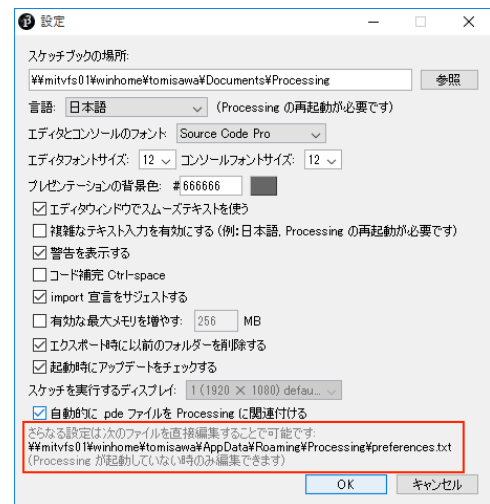 設定
スケッチブックの場所:
¥¥mitvfs01¥winhome¥tomisawa¥Documents¥Processing 参照
言語: 日本語 (Processing の再起動が必要です)
エディタとコンソールのフォント: Source Code Pro
エディタフォントサイズ: 12 コンソールフォントサイズ: 12
プレゼンテーションの背景色: # 666666
エディタウィンドウでスムーズテキストを使う
複雑なテキスト入力を有効にする (例: 日本語, Processing の再起動が必要です)
警告を表示する
コード補完 Ctrl-space
import 宣言をサジェストする
有効な最大メモリを増やす: 256 MB
エクスポート時に以前のフォルダーを削除する
起動時にアップデートをチェックする
スケッチを実行するディスプレイ: 1 (1920 × 1080) defau...
自動的に .pde ファイルを Processing に関連付ける
さらなる設定は次のファイルを直接編集することで可能です:
¥¥mitvfs01¥winhome¥tomisawa¥AppData¥Roaming¥Processing¥preferences.txt
(Processing が起動していない時のみ編集できます)
OK キャンセル